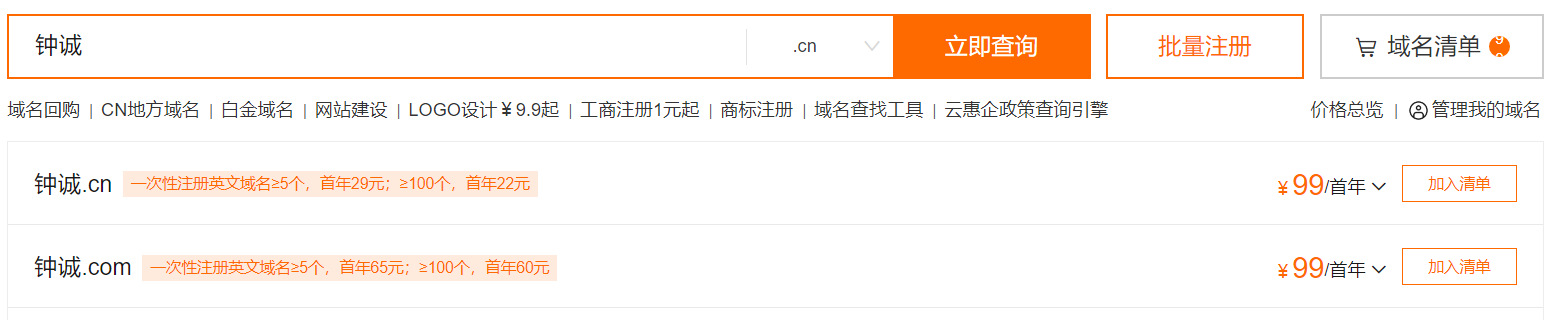 钟诚 .cn 立即查询 批量注册 域名清单
域名回购 | CN地方域名 | 白金域名 | 网站建设 | LOGO设计￥9.9起 | 工商注册1元起 | 商标注册 | 域名查找工具 | 云惠企政策查询引擎 价格总览 | 管理我的域名
钟诚.cn 一次性注册英文域名≥5个，首年29元；≥100个，首年22元 ¥ 99/首年 加入清单
钟诚.com 一次性注册英文域名≥5个，首年65元；≥100个，首年60元 ¥ 99/首年 加入清单